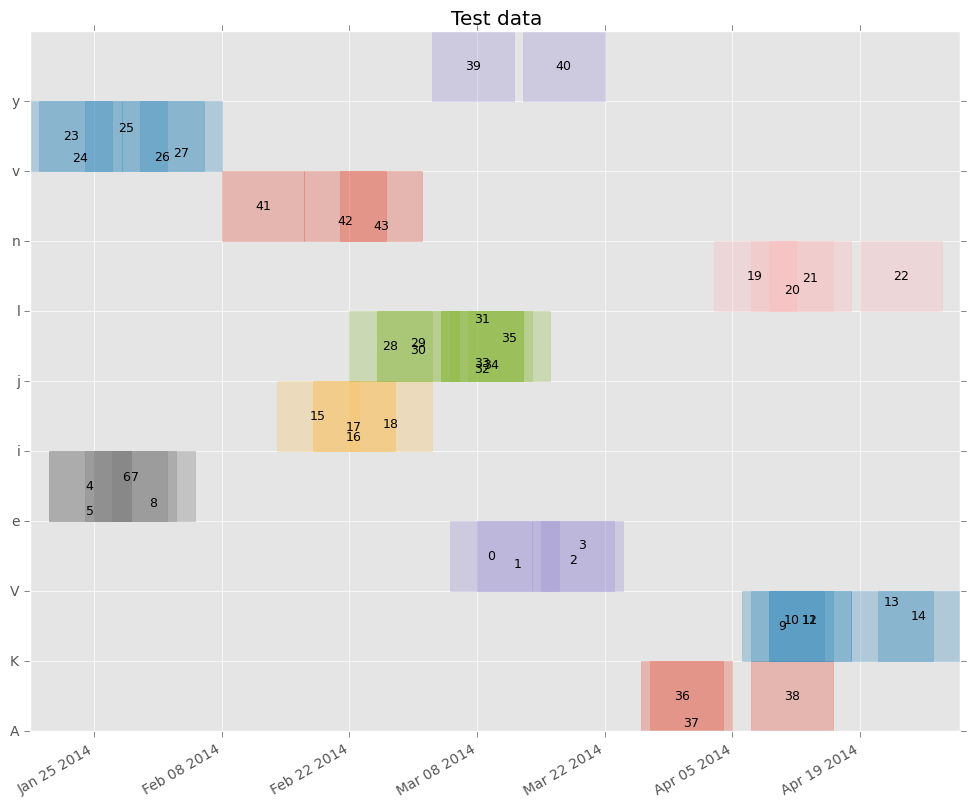 Test data
39 40
y
23 25 26 27
24
v
41 42 43
n
19 20 21 22
l
31
28 29 30 33 32 34 35
j
15 17 16 18
i
4 5 6 7 8
e
0 1 2 3
V
9 10 11 12 13 14
K
36 37 38
A
Jan 25 2014 Feb 08 2014 Feb 22 2014 Mar 08 2014 Mar 22 2014 Apr 05 2014 Apr 19 2014